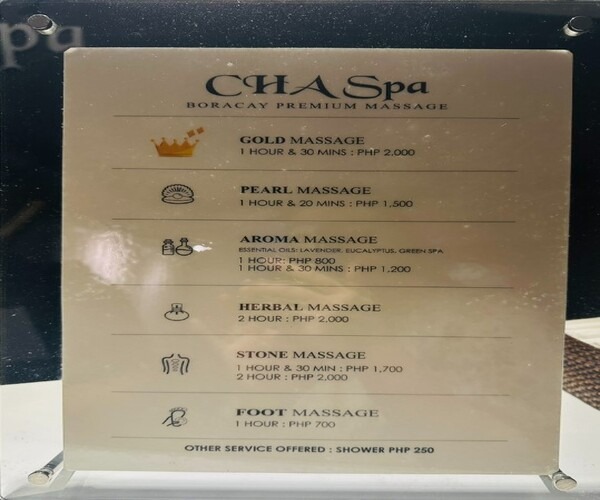 pa
CHA Spa
BORACAY PREMIUM MASSAGE
GOLD MASSAGE
1 HOUR & 30 MINS : PHP 2,000
PEARL MASSAGE
1 HOUR & 20 MINS : PHP 1,500
AROMA MASSAGE
ESSENTIAL OILS: LAVENDER, EUCALYPTUS, GREEN SPA
1 HOUR: PHP 800
1 HOUR & 30 MINS : PHP 1,200
HERBAL MASSAGE
2 HOUR : PHP 2,000
STONE MASSAGE
1 HOUR & 30 MIN : PHP 1,700
2 HOUR : PHP 2,000
FOOT MASSAGE
1 HOUR : PHP 700
OTHER SERVICE OFFERED : SHOWER PHP 250